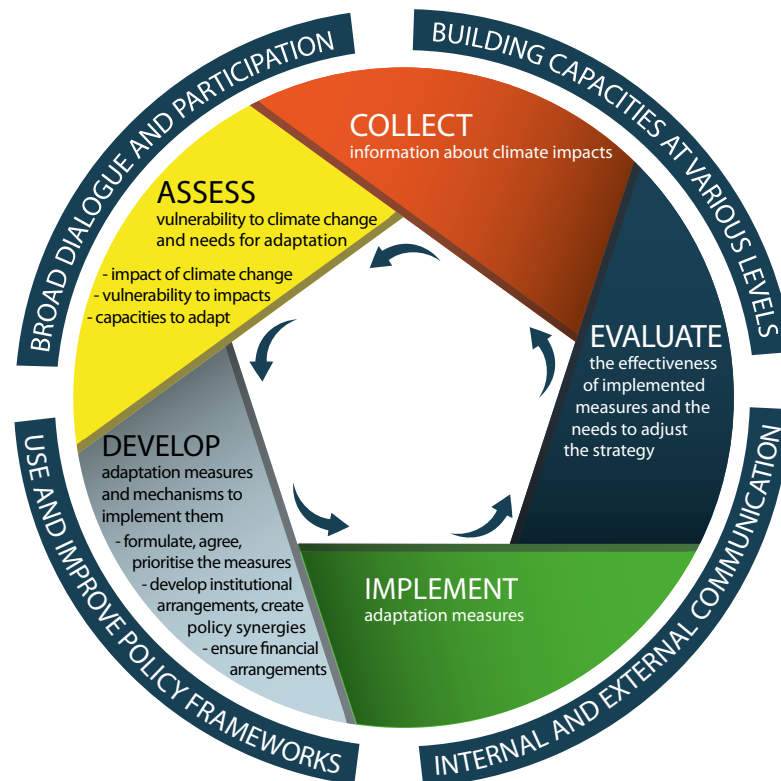 BROAD DIALOGUE AND PARTICIPATION
BUILDING CAPACITIES AT VARIOUS LEVELS
COLLECT
information about climate impacts
ASSESS
vulnerability to climate change
and needs for adaptation
- impact of climate change
- vulnerability to impacts
- capacities to adapt
EVALUATE
the effectiveness
of implemented
measures and the
needs to adjust
the strategy
DEVELOP
adaptation measures
and mechanisms to
implement them
- formulate, agree,
prioritise the measures
- develop institutional
arrangements, create
policy synergies
- ensure financial
arrangements
IMPLEMENT
adaptation measures
USE AND IMPROVE POLICY FRAMEWORKS
INTERNAL AND EXTERNAL COMMUNICATION